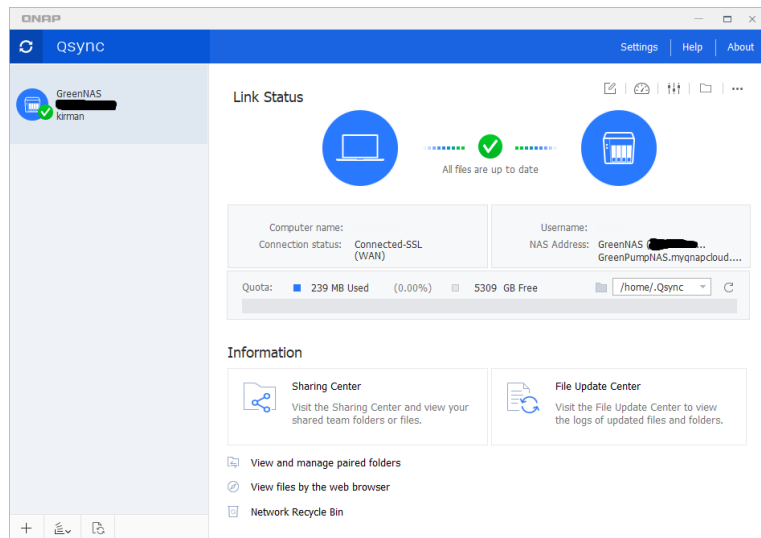 QNAP
Qsync
Settings
Help
About
GreenNAS
kirman
Link Status
All files are up to date
Computer name:
Connection status: Connected-SSL
(WAN)
Username:
NAS Address: GreenNAS (...
GreenPumpNAS.myqnapcloud....
Quota: 239 MB Used (0.00%) 5309 GB Free /home/.Qsync
Information
Sharing Center
Visit the Sharing Center and view your
shared team folders or files.
File Update Center
Visit the File Update Center to view
the logs of updated files and folders.
View and manage paired folders
View files by the web browser
Network Recycle Bin